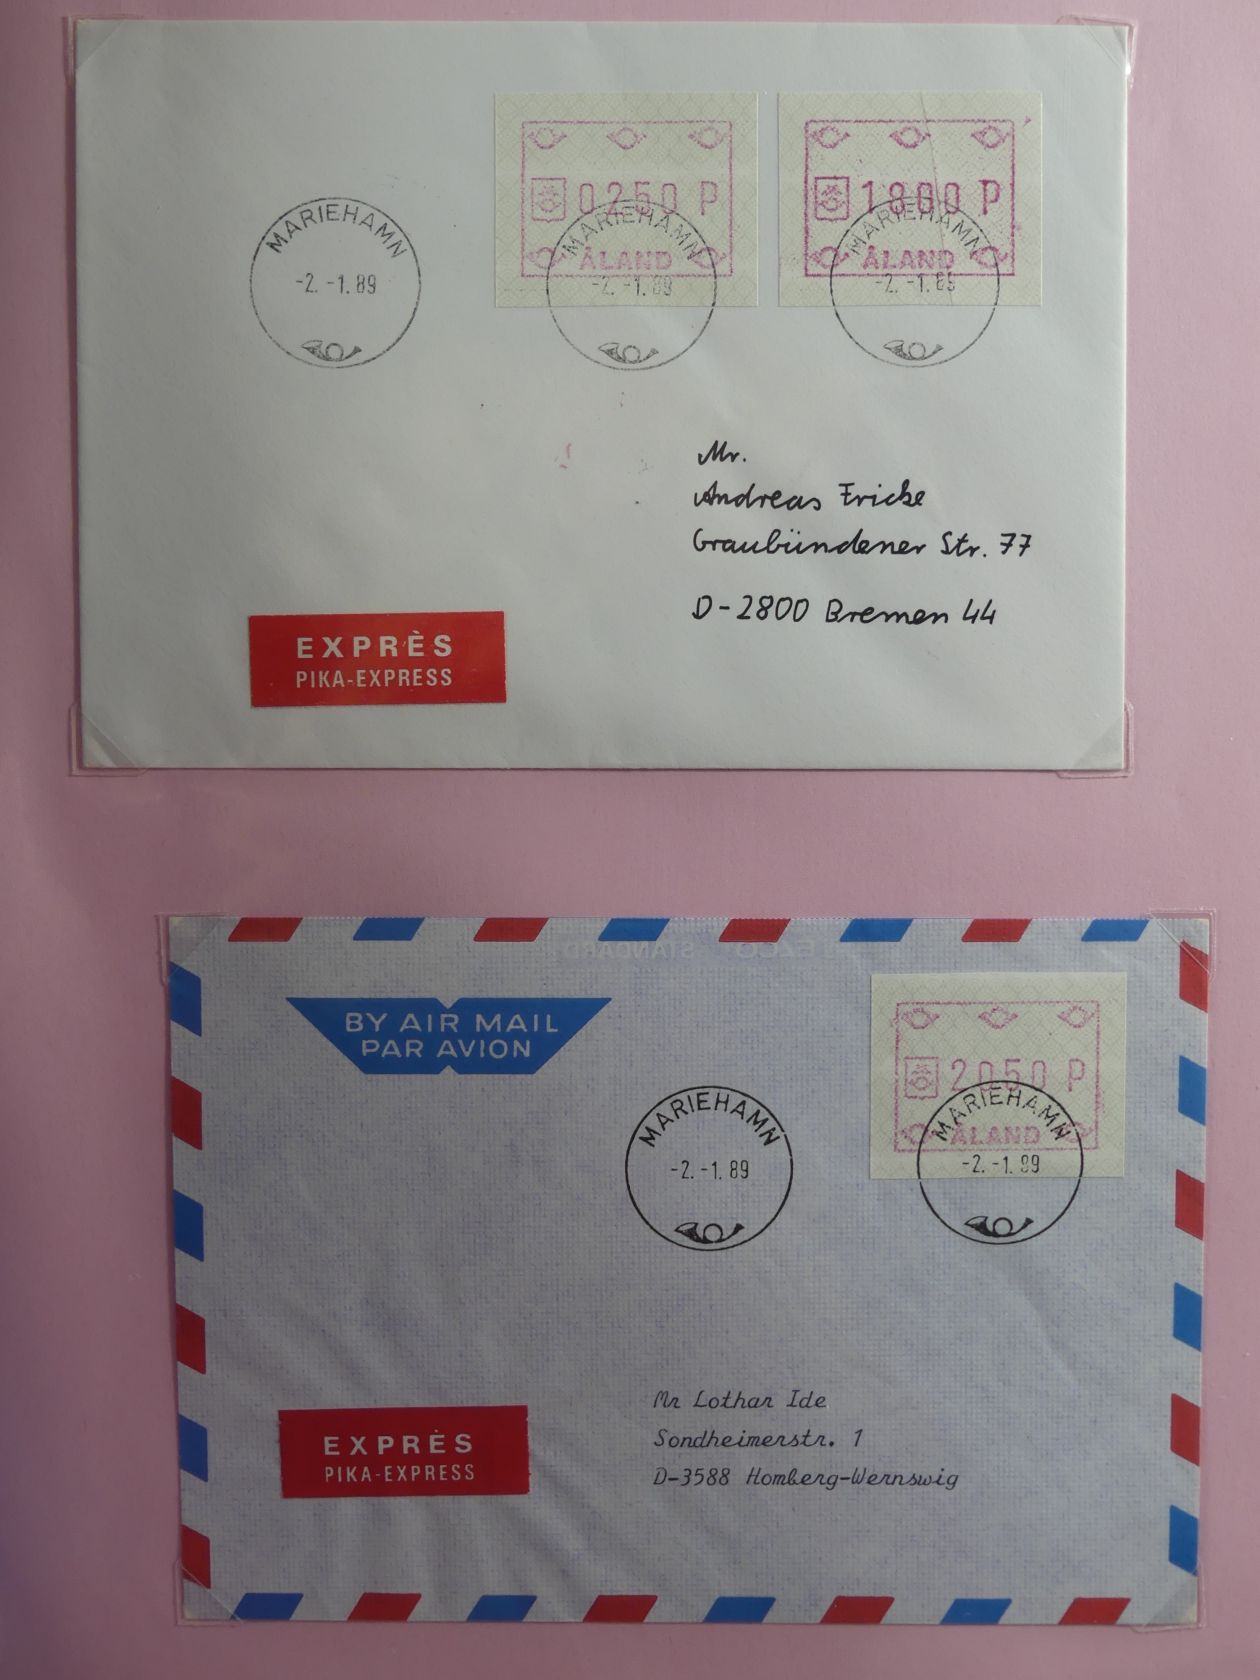 0250 P
ÅLAND
1800 P
ÅLAND
MARIEHAMN
-2. -1. 89
MARIEHAMN
-2. -1. 89
MARIEHAMN
-2. -1. 89
Mr.
Andreas Fricke
Graubündener Str. 77
D-2800 Bremen 44
EXPRÈS
PIKA-EXPRESS
STANDARD
BY AIR MAIL
PAR AVION
2050 P
ÅLAND
MARIEHAMN
-2. -1. 89
MARIEHAMN
-2. -1. 89
Mr Lothar Ide
Sondheimerstr. 1
D-3588 Homberg-Wernswig
EXPRÈS
PIKA-EXPRESS